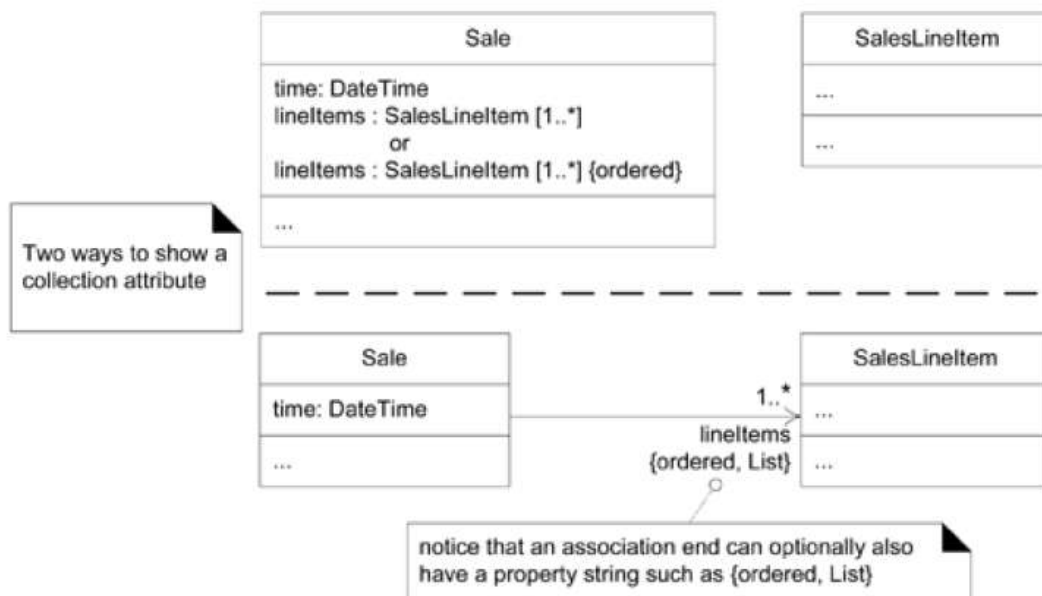 Sale
time: DateTime
lineItems : SalesLineItem [1..*]
or
lineItems : SalesLineItem [1..*] {ordered}
...
SalesLineItem
...
...
Two ways to show a
collection attribute
Sale
time: DateTime
...
1..*
lineItems
{ordered, List}
SalesLineItem
...
...
notice that an association end can optionally also
have a property string such as {ordered, List}